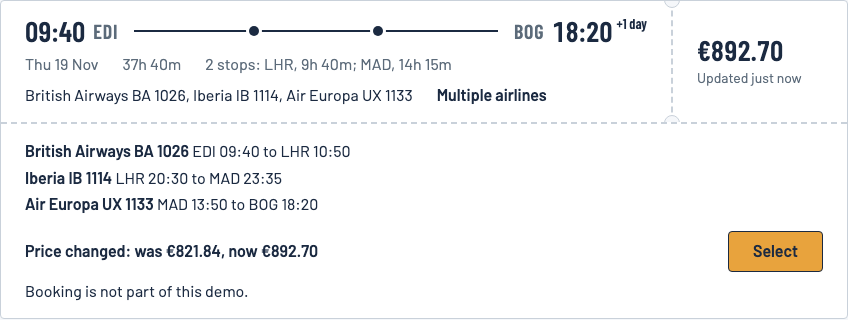 09:40 EDI BOG 18:20 +1 day
Thu 19 Nov 37h 40m 2 stops: LHR, 9h 40m; MAD, 14h 15m
British Airways BA 1026, Iberia IB 1114, Air Europa UX 1133 Multiple airlines
€892.70
Updated just now
British Airways BA 1026 EDI 09:40 to LHR 10:50
Iberia IB 1114 LHR 20:30 to MAD 23:35
Air Europa UX 1133 MAD 13:50 to BOG 18:20
Price changed: was €821.84, now €892.70
Select
Booking is not part of this demo.